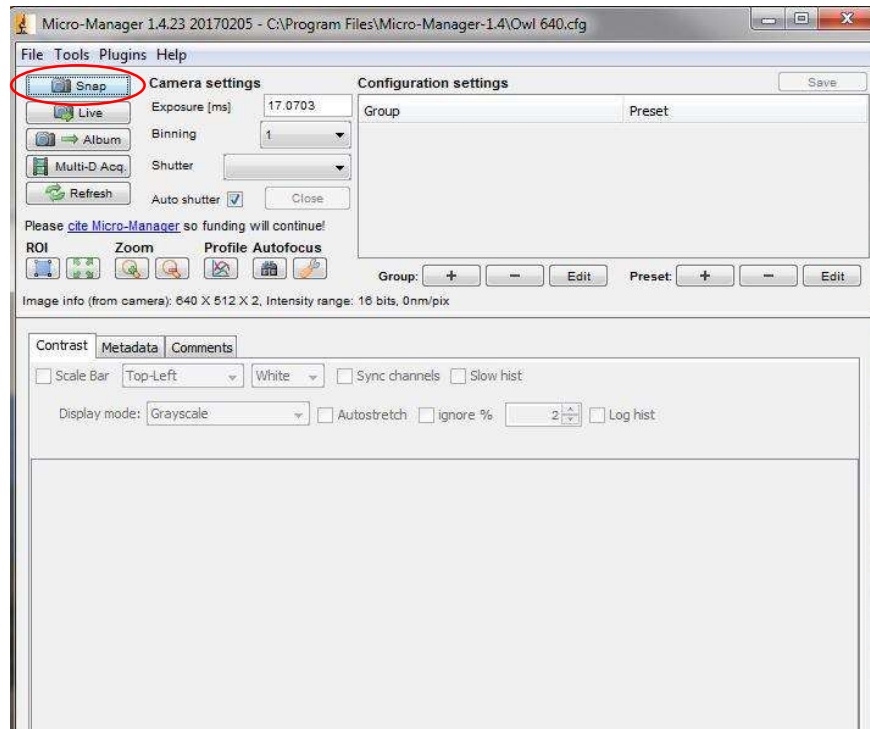 Micro-Manager 1.4.23 20170205 - C:\Program Files\Micro-Manager-1.4\Owl 640.cfg
File Tools Plugins Help
Snap
Camera settings
Configuration settings
Save
Live
Exposure [ms] 17.0703
Group Preset
Album
Binning 1
Multi-D Acq.
Shutter
Refresh
Auto shutter Close
Please cite Micro-Manager so funding will continue!
ROI Zoom Profile Autofocus
Group: + - Edit Preset: + - Edit
Image info (from camera): 640 X 512 X 2, Intensity range: 16 bits, 0nm/pix
Contrast Metadata Comments
Scale Bar Top-Left White Sync channels Slow hist
Display mode: Grayscale Autostretch ignore % 2 Log hist